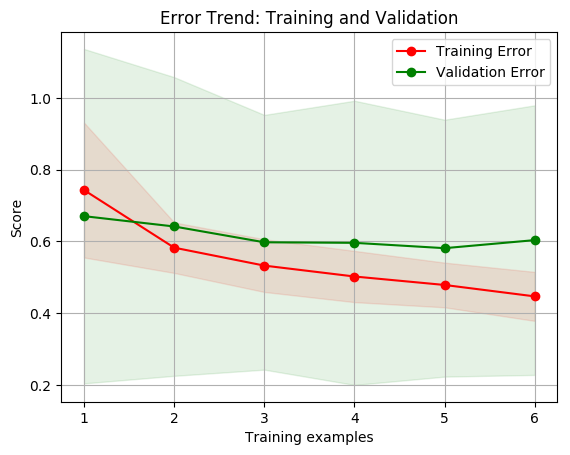 Error Trend: Training and Validation
Training Error
Validation Error
1.0
0.8
0.6
0.4
0.2
Score
1 2 3 4 5 6
Training examples